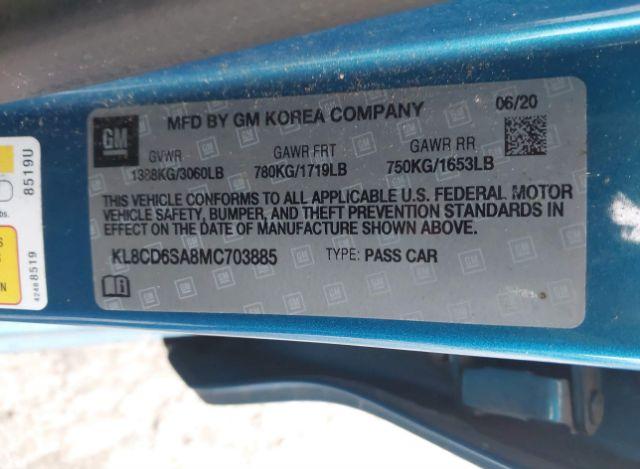 MFD BY GM KOREA COMPANY 06/20
GM
GVWR GAWR FRT GAWR RR
1388KG/3060LB 780KG/1719LB 750KG/1653LB
THIS VEHICLE CONFORMS TO ALL APPLICABLE U.S. FEDERAL MOTOR
VEHICLE SAFETY, BUMPER, AND THEFT PREVENTION STANDARDS IN
EFFECT ON THE DATE OF MANUFACTURE SHOWN ABOVE.
KL8CD6SA8MC703885 TYPE: PASS CAR
8519U
lbs.
42488519